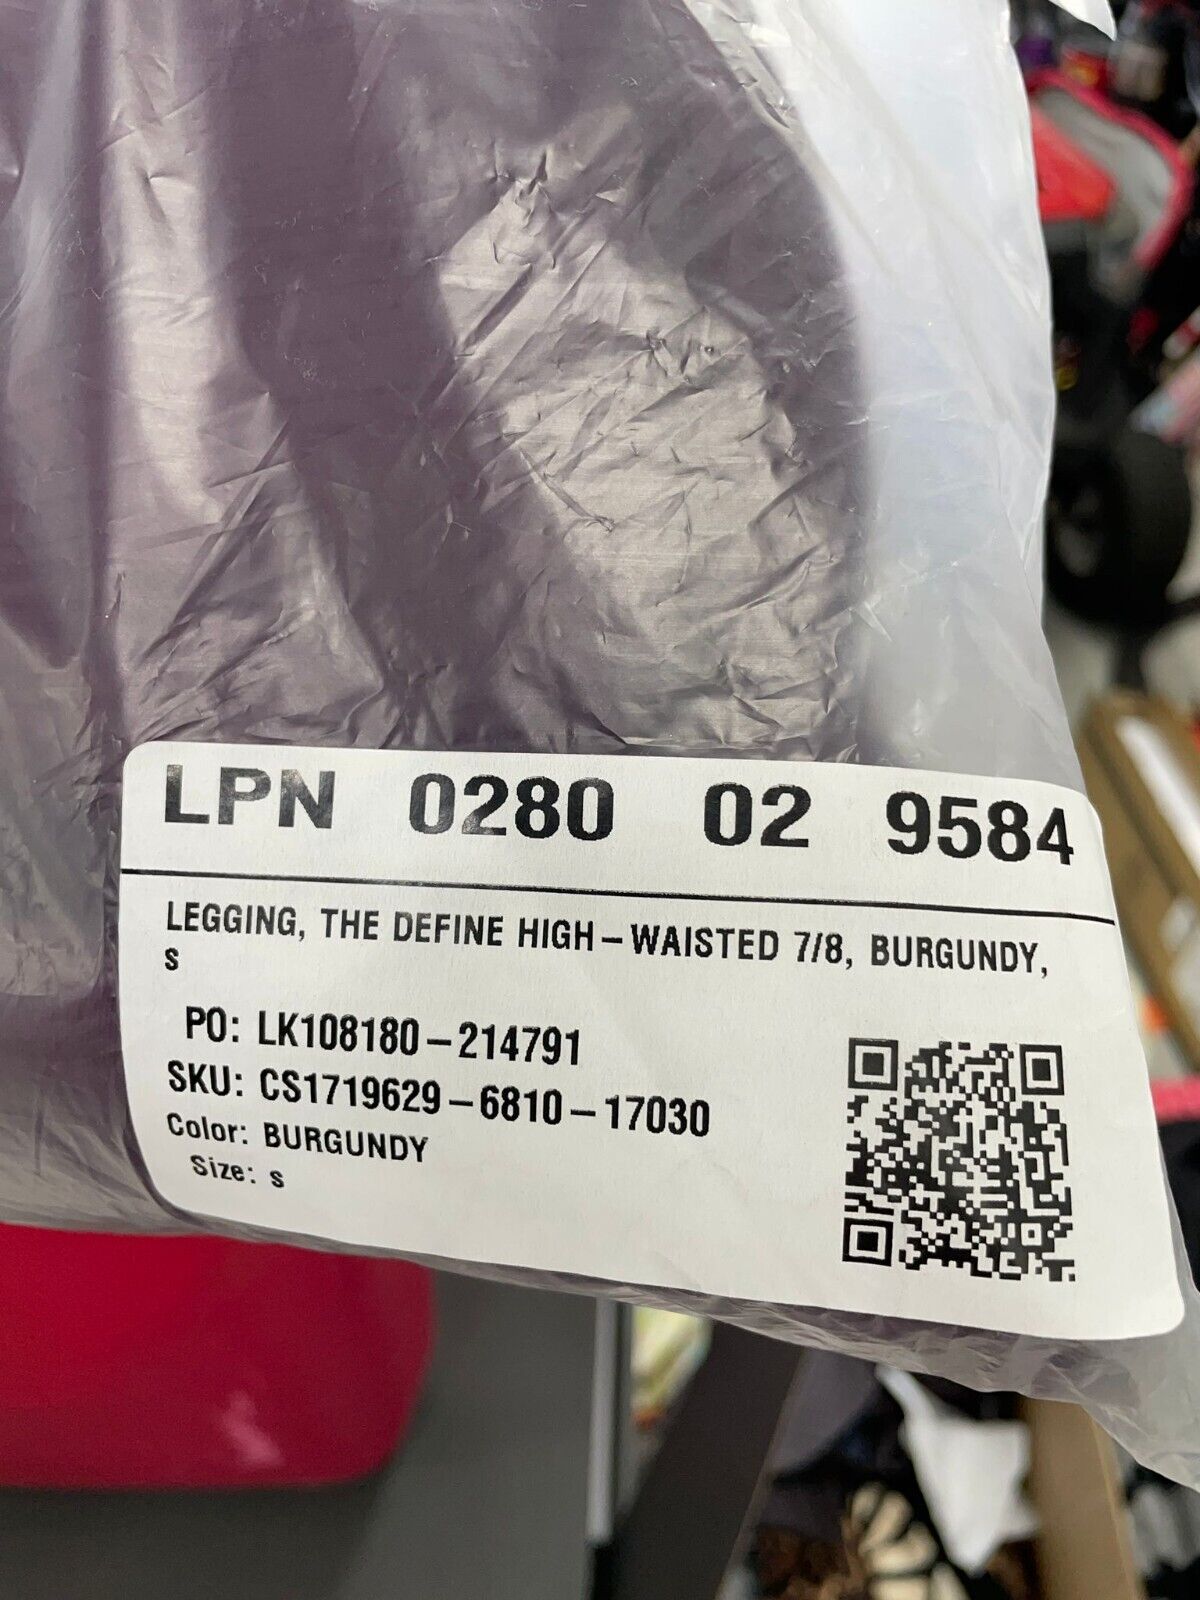 LPN 0280 02 9584
LEGGING, THE DEFINE HIGH-WAISTED 7/8, BURGUNDY,
S
PO: LK108180-214791
SKU: CS1719629-6810-17030
Color: BURGUNDY
Size: S